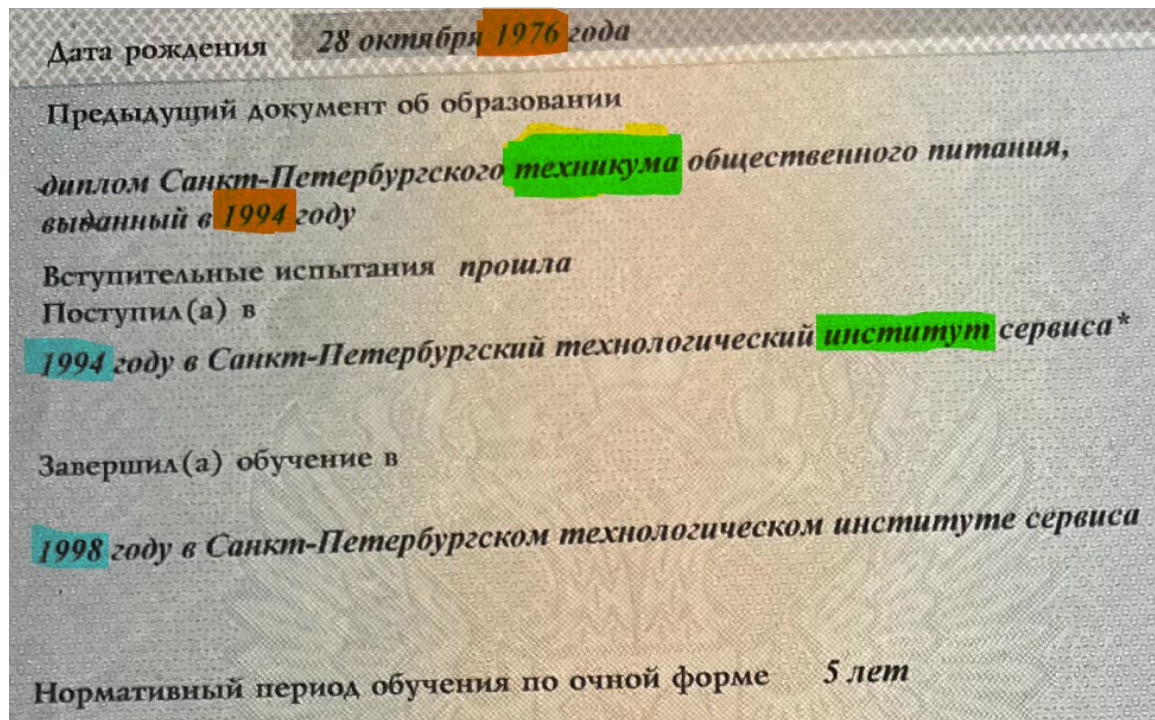 Дата рождения 28 октября 1976 года
Предыдущий документ об образовании
диплом Санкт-Петербургского техникума общественного питания,
выданный в 1994 году
Вступительные испытания прошла
Поступил(а) в
1994 году в Санкт-Петербургский технологический институт сервиса*
Завершил(а) обучение в
1998 году в Санкт-Петербургском технологическом институте сервиса
Нормативный период обучения по очной форме 5 лет